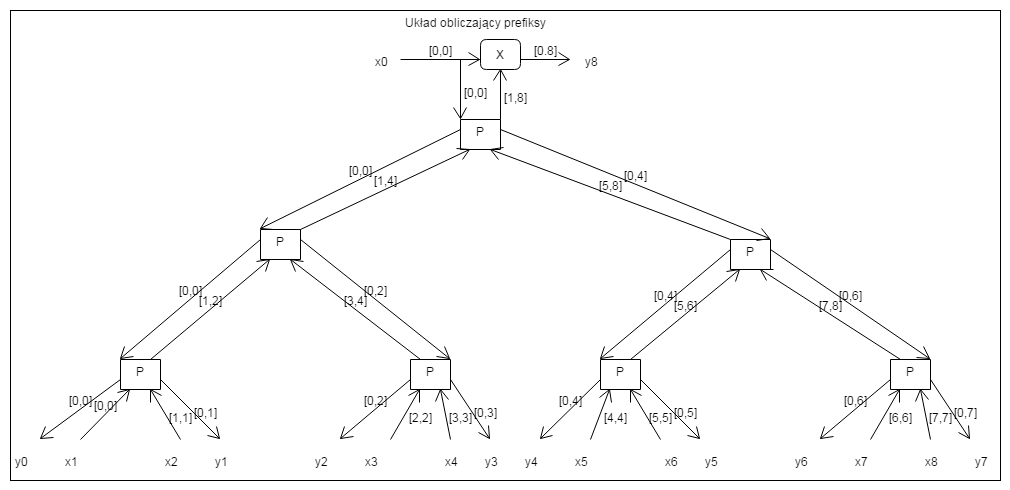 Układ obliczający prefiksy
x0 [0,0] X [0.8] y8
[0,0] [1,8]
P
[0,0] [1,4] [5,8] [0,4]
P P
[0,0] [1,2] [3,4] [0,2] [0,4] [5,6] [7,8] [0,6]
P P P P
[0,0] [0,0] [1,1] [0,1] [0,2] [2,2] [3,3] [0,3] [0,4] [4,4] [5,5] [0,5] [0,6] [6,6] [7,7] [0,7]
y0 x1 x2 y1 y2 x3 x4 y3 y4 x5 x6 y5 y6 x7 x8 y7